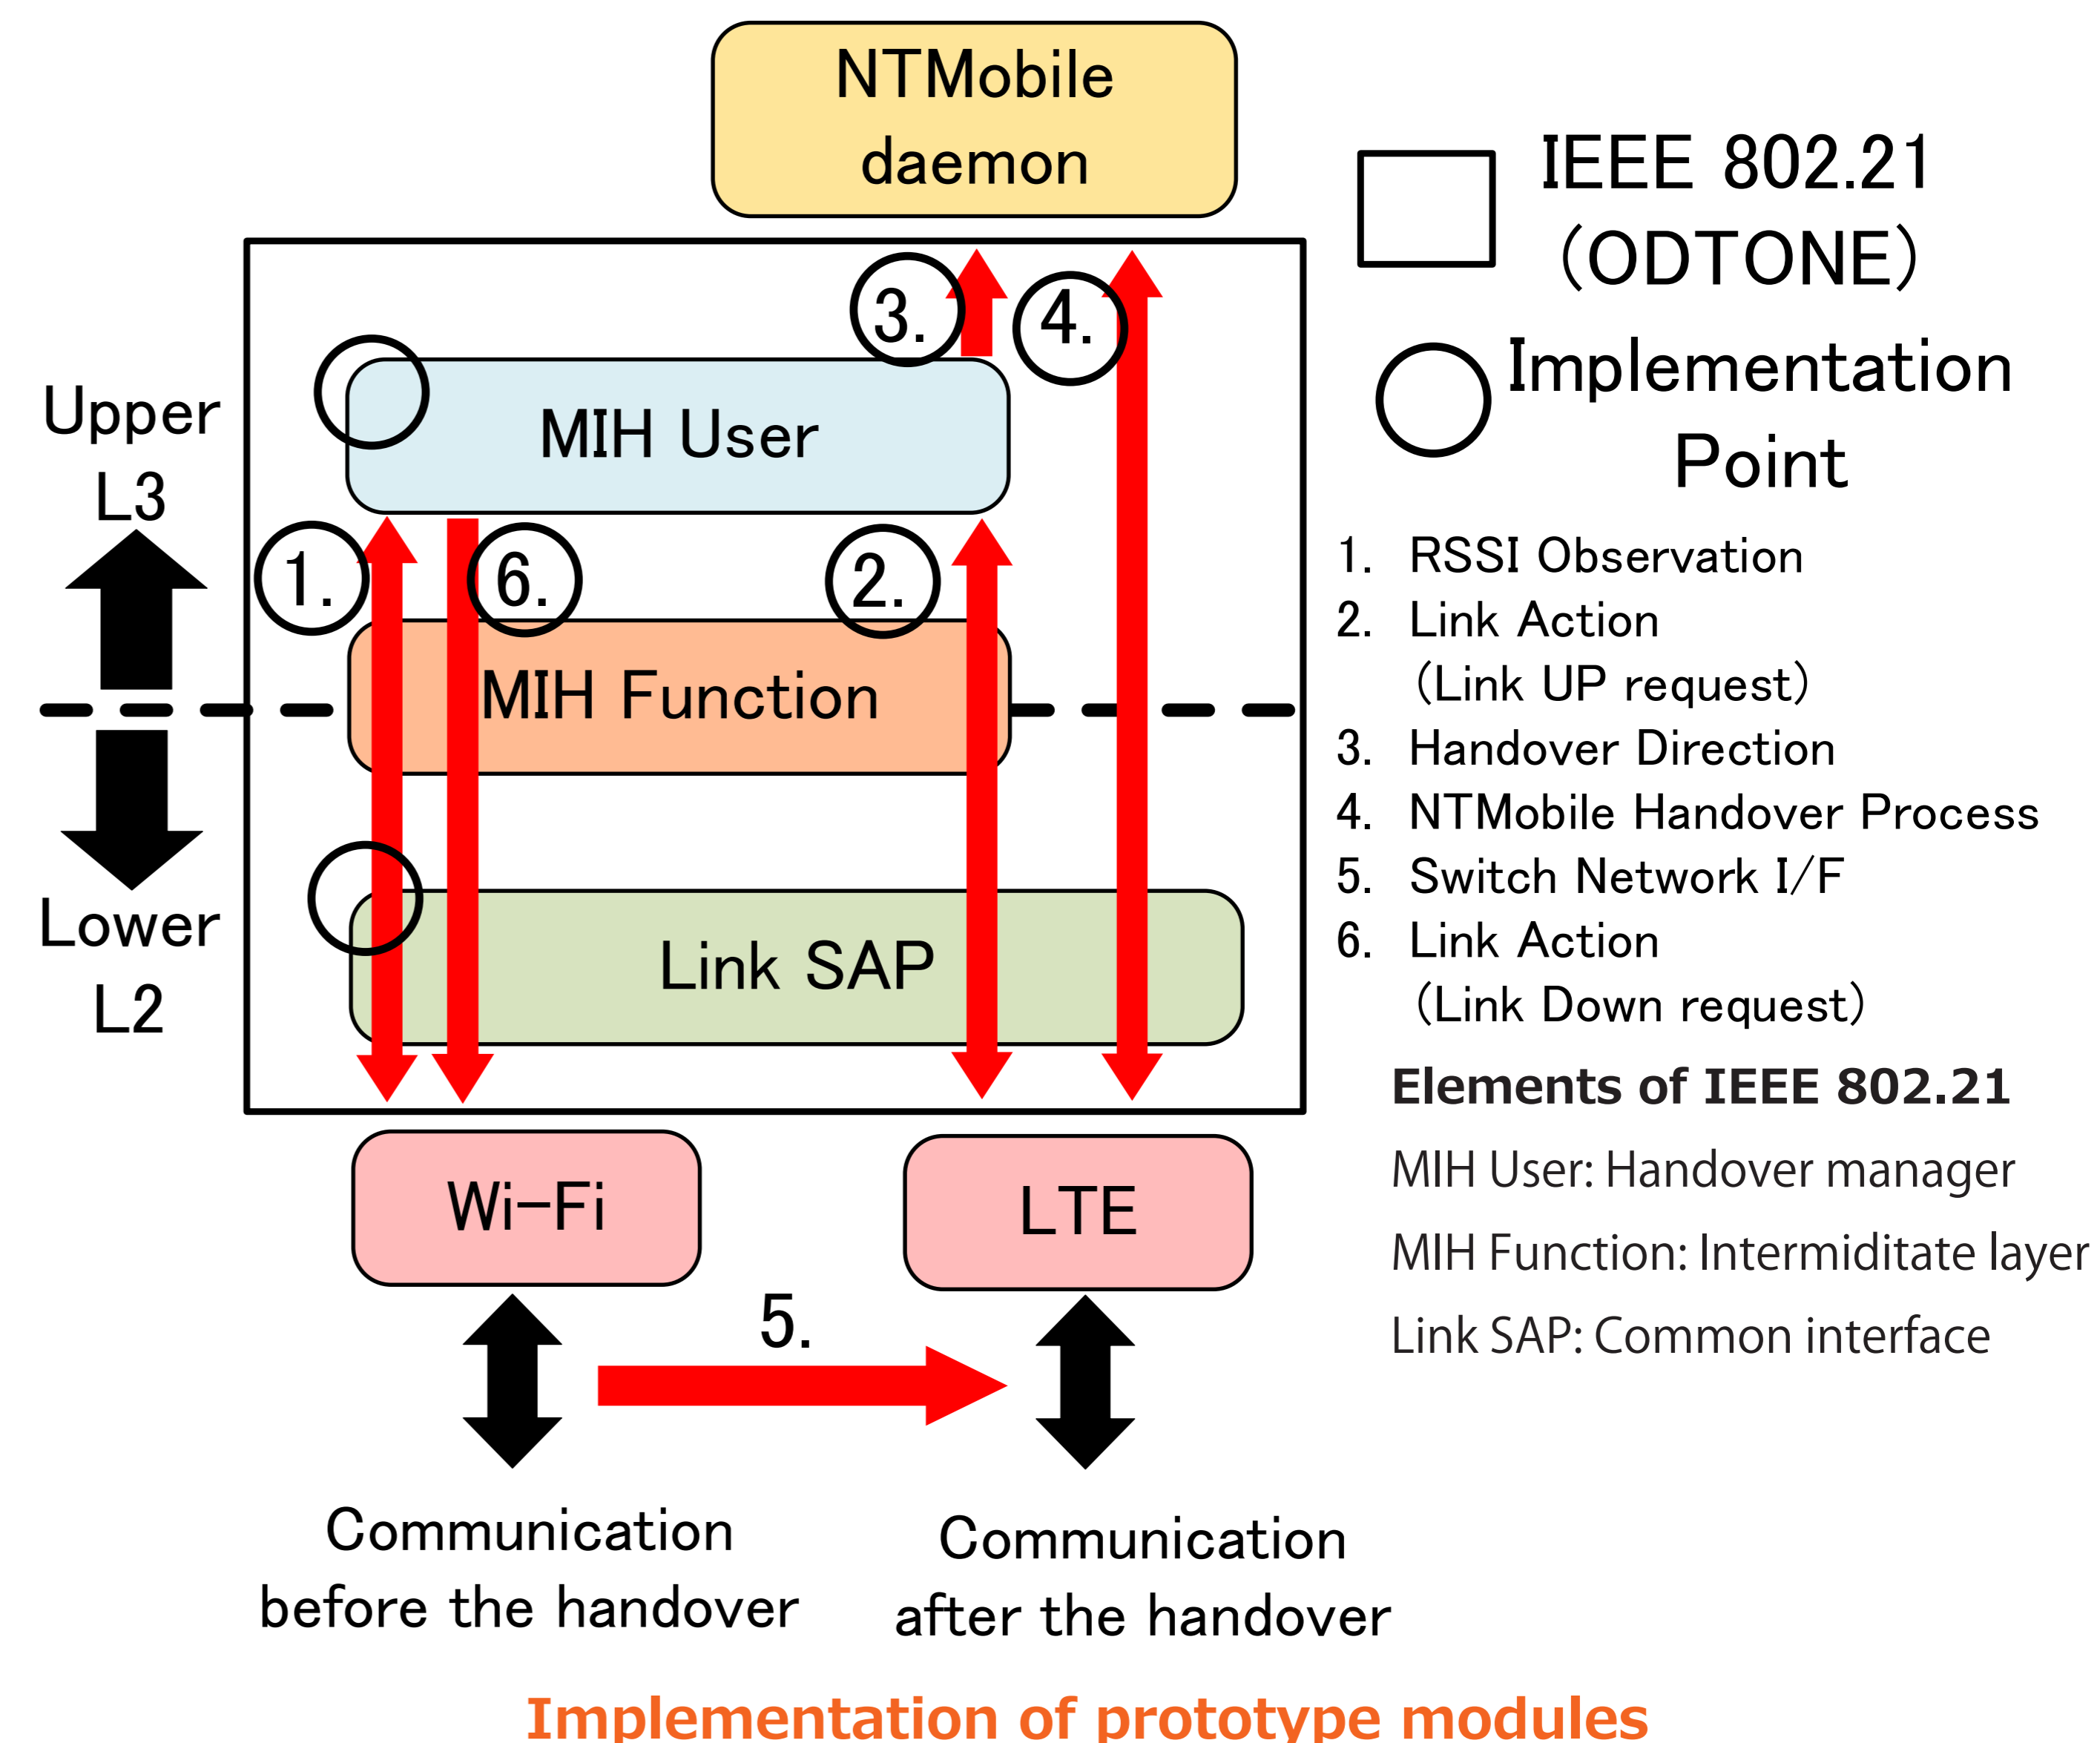 NTMobile
daemon
IEEE 802.21
(ODTONE)
Implementation
Point
3.
4.
Upper
L3
MIH User
1.
6.
2.
MIH Function
Lower
L2
Link SAP
1. RSSI Observation
2. Link Action
(Link UP request)
3. Handover Direction
4. NTMobile Handover Process
5. Switch Network I/F
6. Link Action
(Link Down request)
Elements of IEEE 802.21
MIH User: Handover manager
MIH Function: Intermiditate layer
Link SAP: Common interface
Wi-Fi
LTE
5.
Communication
before the handover
Communication
after the handover
Implementation of prototype modules